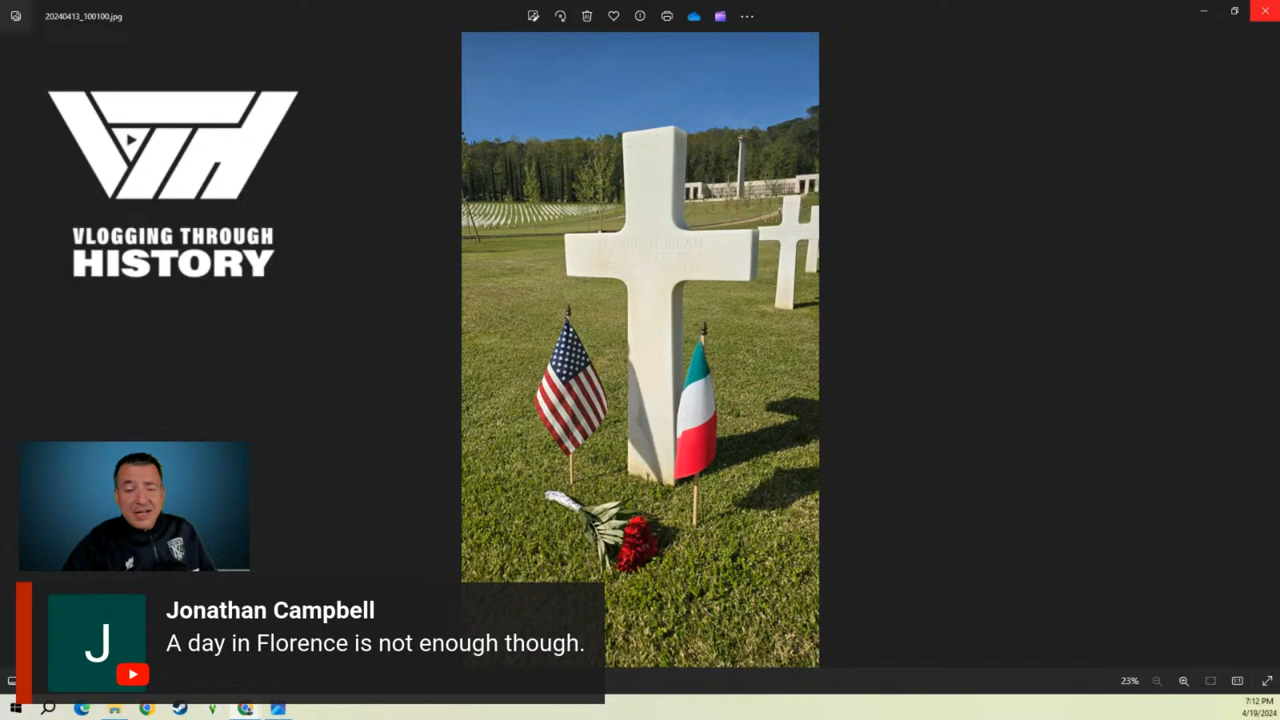 20240413_100100.jpg
VTH
VLOGGING THROUGH
HISTORY
J
Jonathan Campbell
A day in Florence is not enough though.
23%
7:12 PM
4/19/2024